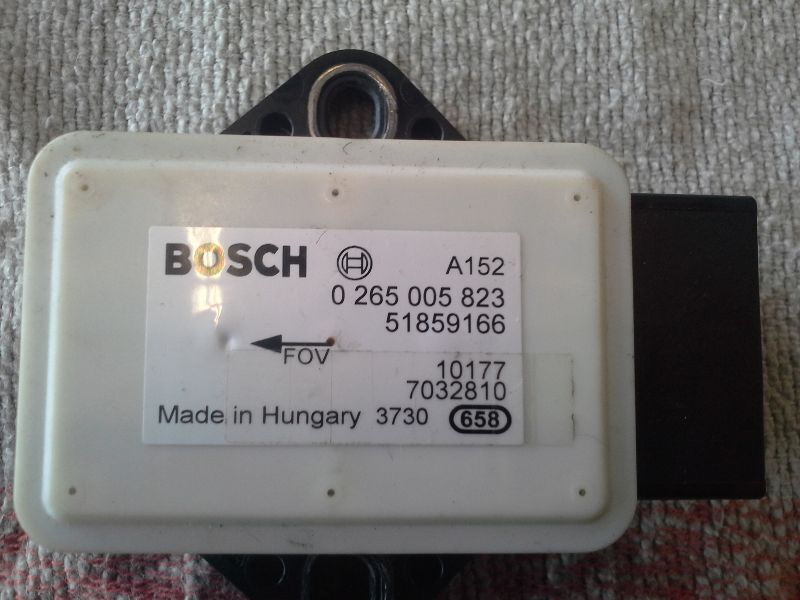 BOSCH A152
0 265 005 823
51859166
FOV
10177
7032810
Made in Hungary 3730 658